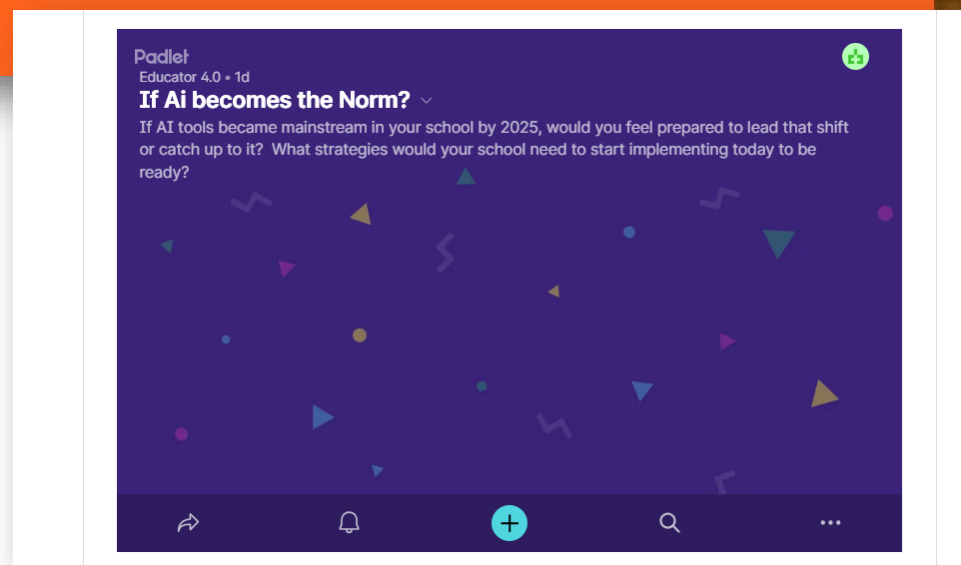 Padlet
Educator 4.0 • 1d
If Ai becomes the Norm?
If AI tools became mainstream in your school by 2025, would you feel prepared to lead that shift
or catch up to it? What strategies would your school need to start implementing today to be
ready?